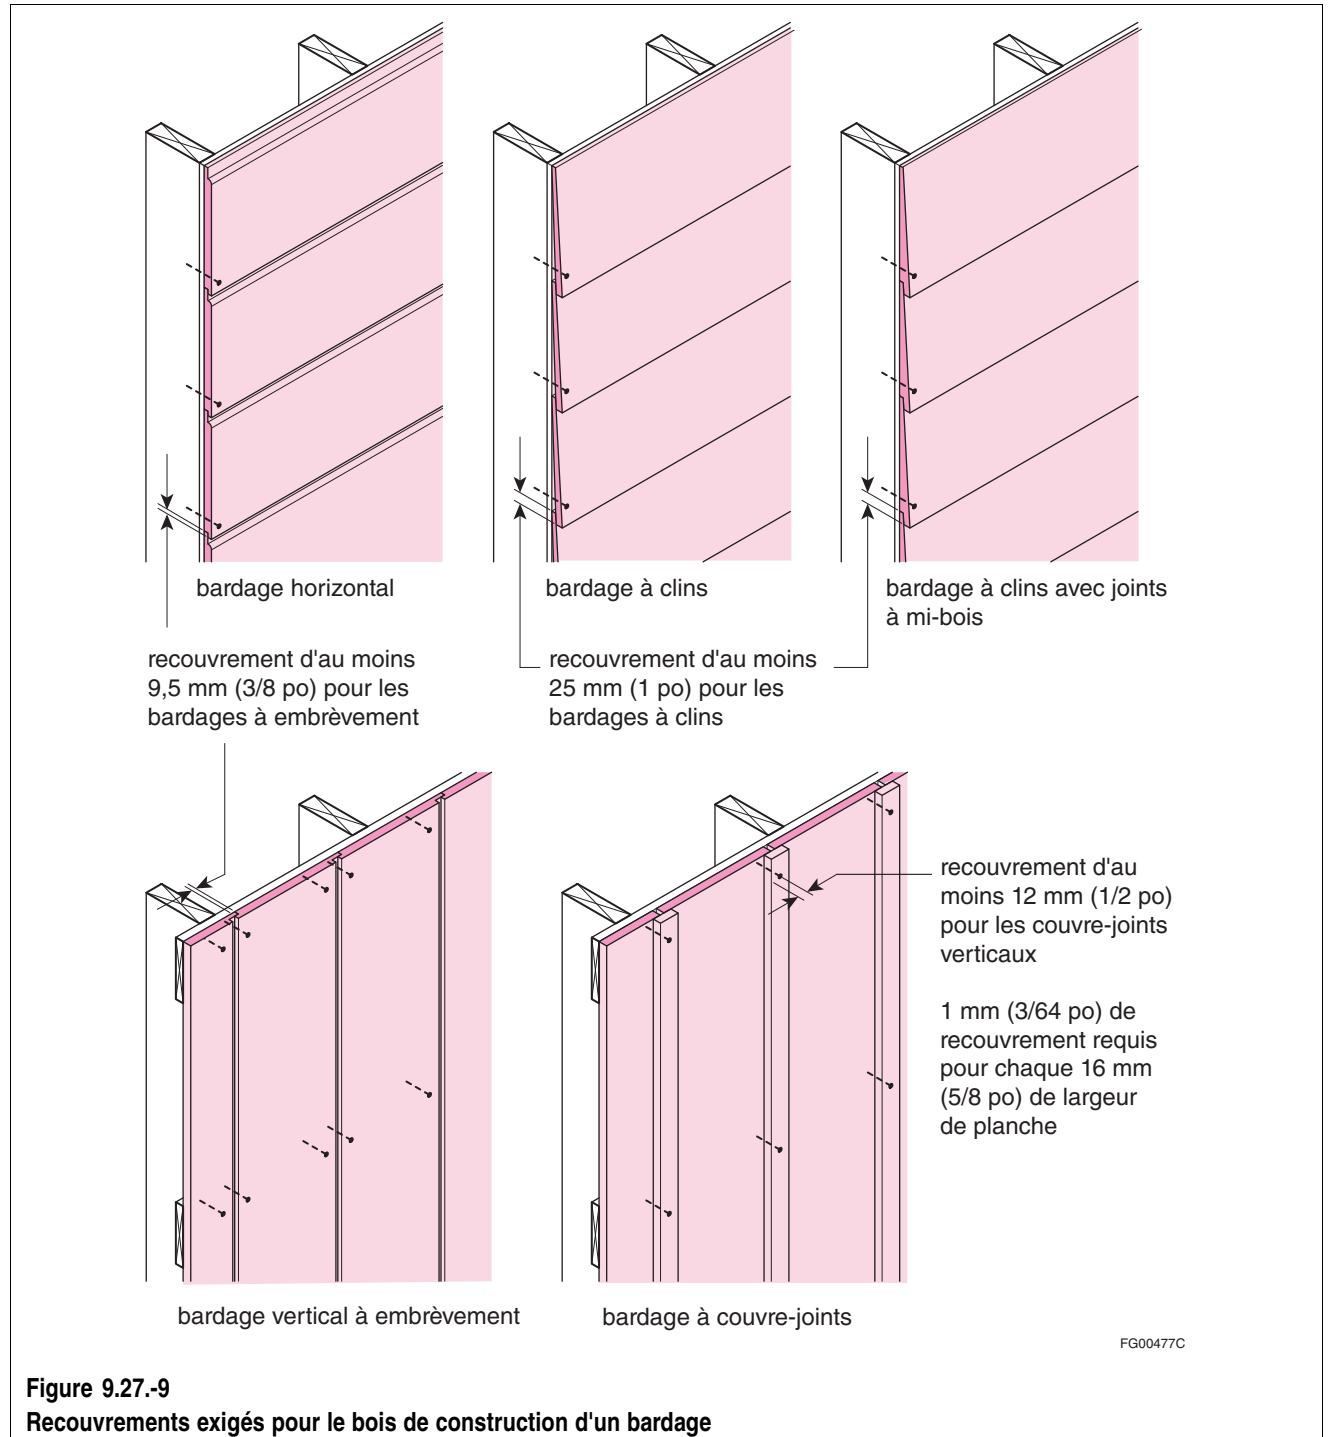 bardage horizontal
bardage à clins
bardage à clins avec joints
à mi-bois
recouvrement d'au moins
9,5 mm (3/8 po) pour les
bardages à embrèvement
recouvrement d'au moins
25 mm (1 po) pour les
bardages à clins
recouvrement d'au
moins 12 mm (1/2 po)
pour les couvre-joints
verticaux
1 mm (3/64 po) de
recouvrement requis
pour chaque 16 mm
(5/8 po) de largeur
de planche
bardage vertical à embrèvement
bardage à couvre-joints
FG00477C
Figure 9.27.-9
Recouvrements exigés pour le bois de construction d'un bardage